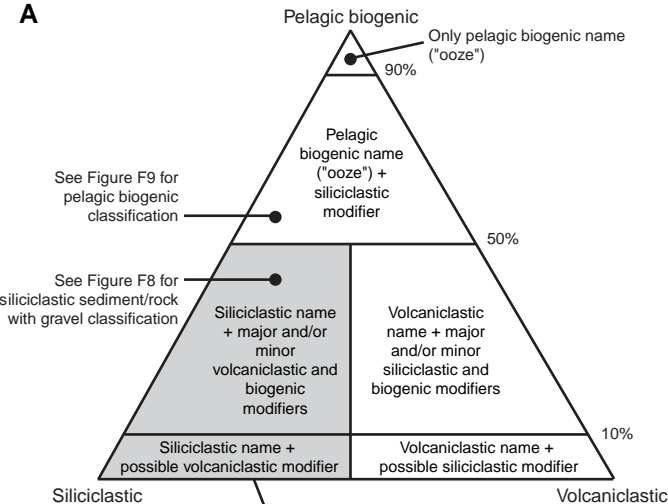 A
Pelagic biogenic
Only pelagic biogenic name
("ooze")
90%
Pelagic
biogenic name
("ooze") +
siliciclastic
modifier
See Figure F9 for
pelagic biogenic
classification
50%
See Figure F8 for
siliciclastic sediment/rock
with gravel classification
Siliciclastic name
+ major and/or
minor
volcaniclastic and
biogenic
modifiers
Volcaniclastic
name + major
and/or minor
siliciclastic and
biogenic modifiers
10%
Siliciclastic name +
possible volcaniclastic modifier
Volcaniclastic name +
possible siliciclastic modifier
Siliciclastic
Volcaniclastic